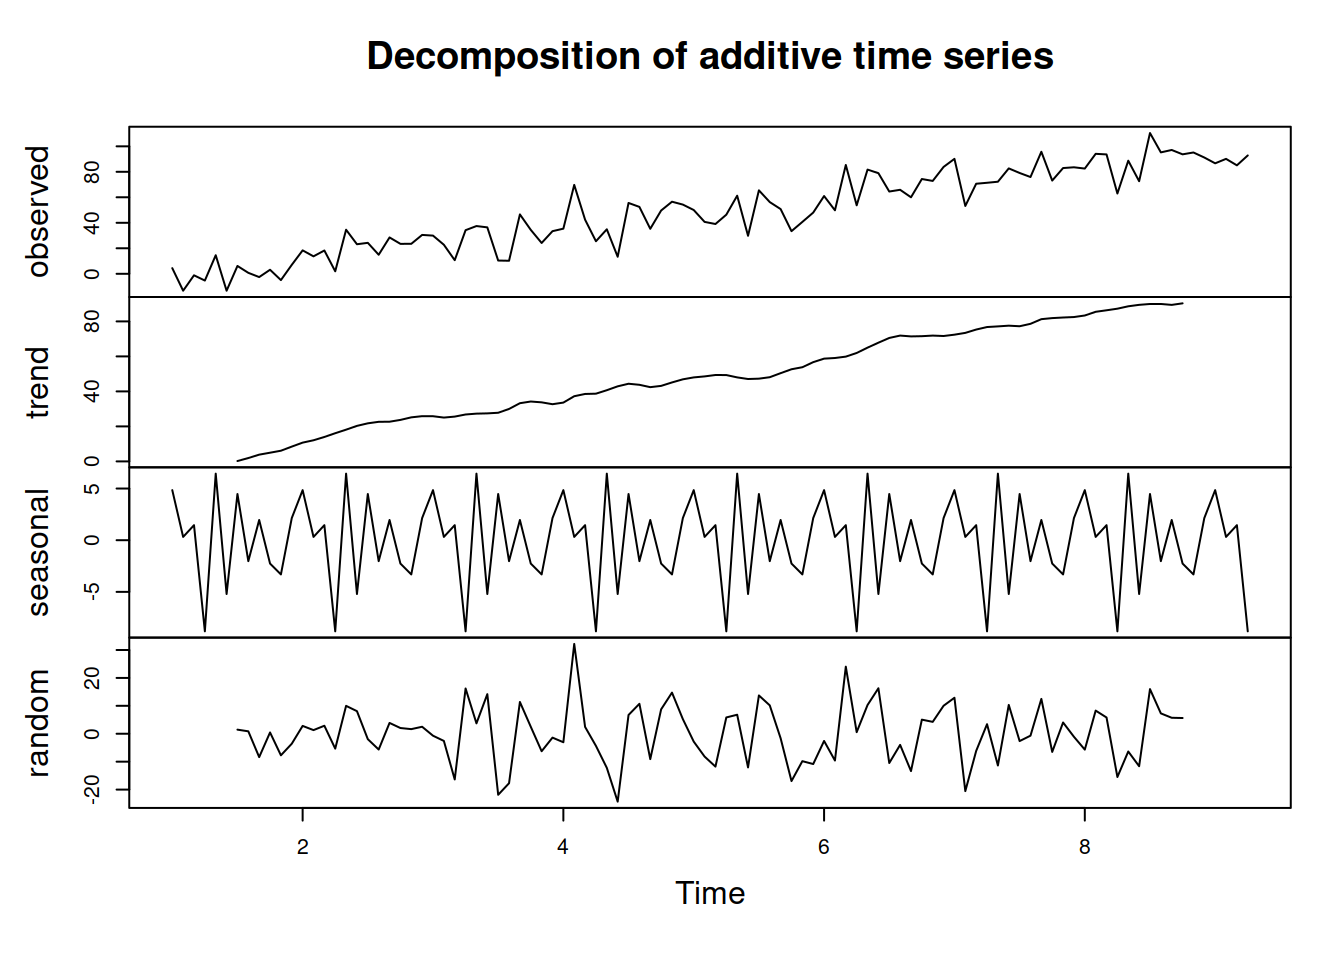 Decomposition of additive time series
observed
0 40 80
trend
0 40 80
seasonal
-5 0 5
random
-20 0 20
2 4 6 8
Time